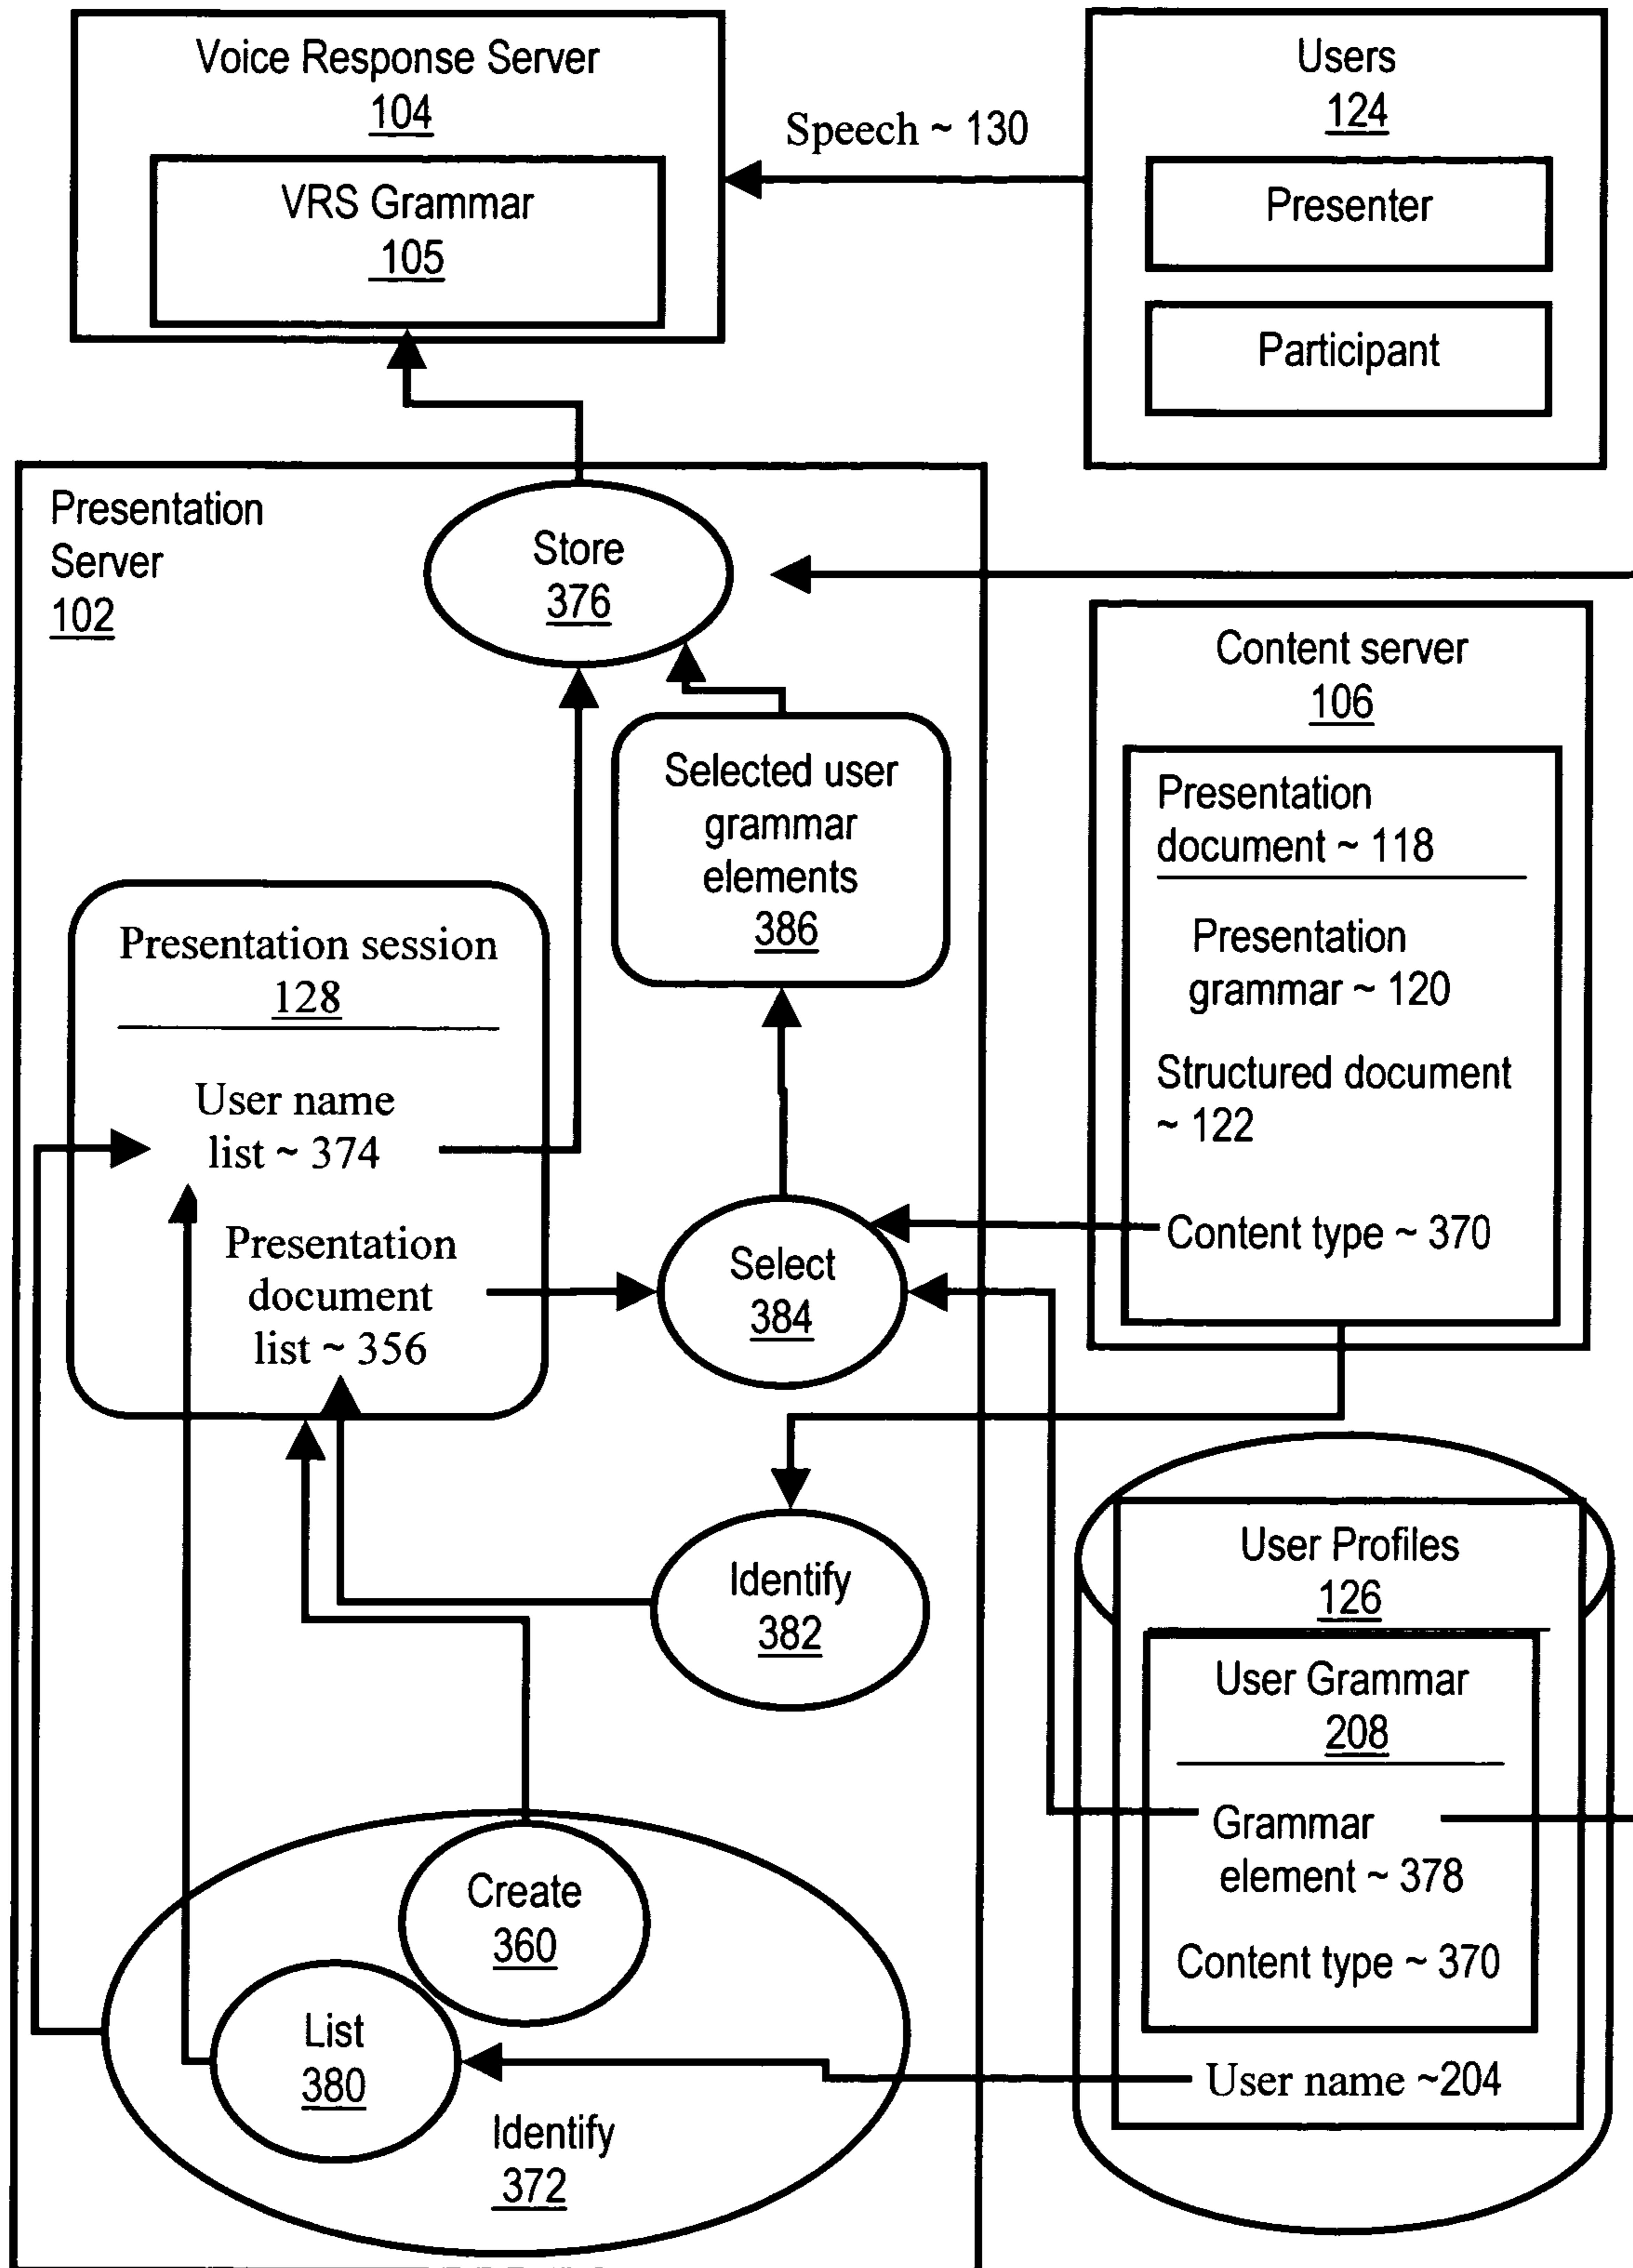 Voice Response Server
104
VRS Grammar
105
Speech ~ 130
Users
124
Presenter
Participant
Presentation
Server
102
Store
376
Selected user
grammar
elements
386
Presentation session
128
User name
list ~ 374
Presentation
document
list ~ 356
Select
384
Identify
382
Create
360
List
380
Identify
372
Content server
106
Presentation
document ~ 118
Presentation
grammar ~ 120
Structured document
~ 122
Content type ~ 370
User Profiles
126
User Grammar
208
Grammar
element ~ 378
Content type ~ 370
User name ~204